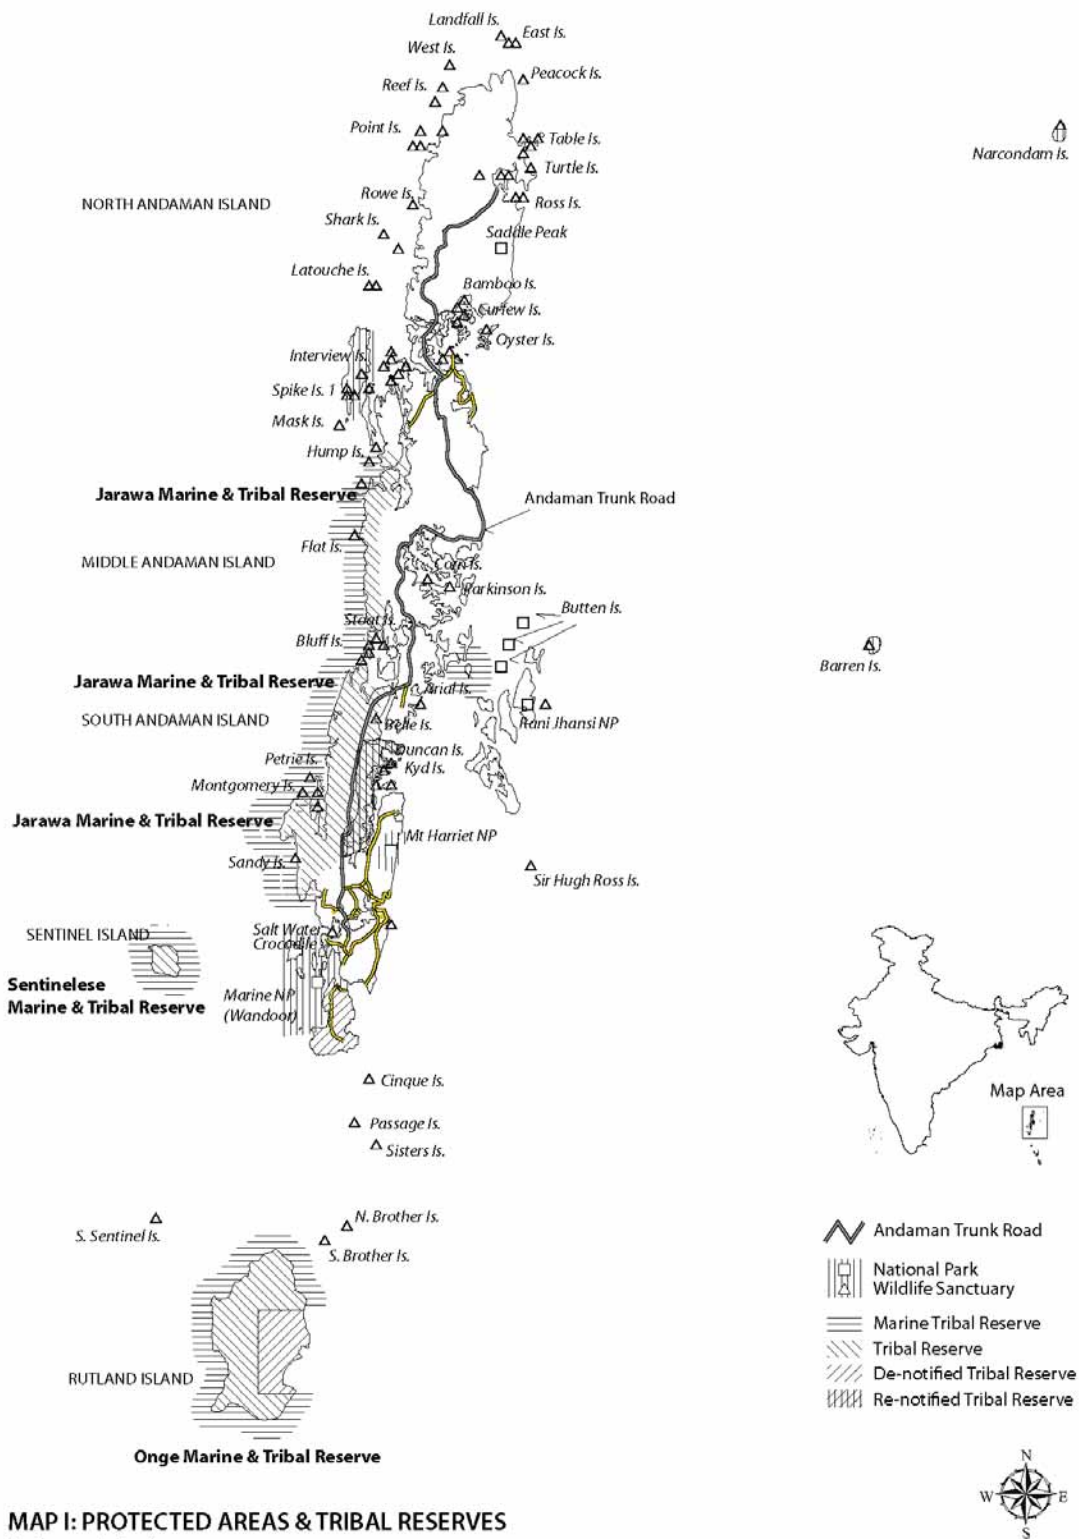 Landfall Is.
East Is.
West Is.
Peacock Is.
Reef Is.
Point Is.
Table Is.
Narcondam Is.
Turtle Is.
Rowe Is.
Ross Is.
NORTH ANDAMAN ISLAND
Shark Is.
Saddle Peak
Latouche Is.
Bamboo Is.
Curlew Is.
Oyster Is.
Interview Is.
Spike Is. 1
Mask Is.
Hump Is.
Jarawa Marine & Tribal Reserve
Andaman Trunk Road
Flat Is.
MIDDLE ANDAMAN ISLAND
Corn Is.
Parkinson Is.
Butten Is.
Stoat Is.
Bluff Is.
Barren Is.
Jarawa Marine & Tribal Reserve
Arial Is.
SOUTH ANDAMAN ISLAND
Belle Is.
Rani Jhansi NP
Duncan Is.
Petrie Is.
Kyd Is.
Montgomery Is.
Jarawa Marine & Tribal Reserve
Mt Harriet NP
Sandy Is.
Sir Hugh Ross Is.
Salt Water
Crocodile
SENTINEL ISLAND
Sentinelese
Marine & Tribal Reserve
Marine NP
(Wandoor)
Cinque Is.
Map Area
Passage Is.
Sisters Is.
N. Brother Is.
S. Sentinel Is.
S. Brother Is.
Andaman Trunk Road
National Park
Wildlife Sanctuary
Marine Tribal Reserve
Tribal Reserve
De-notified Tribal Reserve
Re-notified Tribal Reserve
RUTLAND ISLAND
Onge Marine & Tribal Reserve
N
W
E
S
MAP I: PROTECTED AREAS & TRIBAL RESERVES